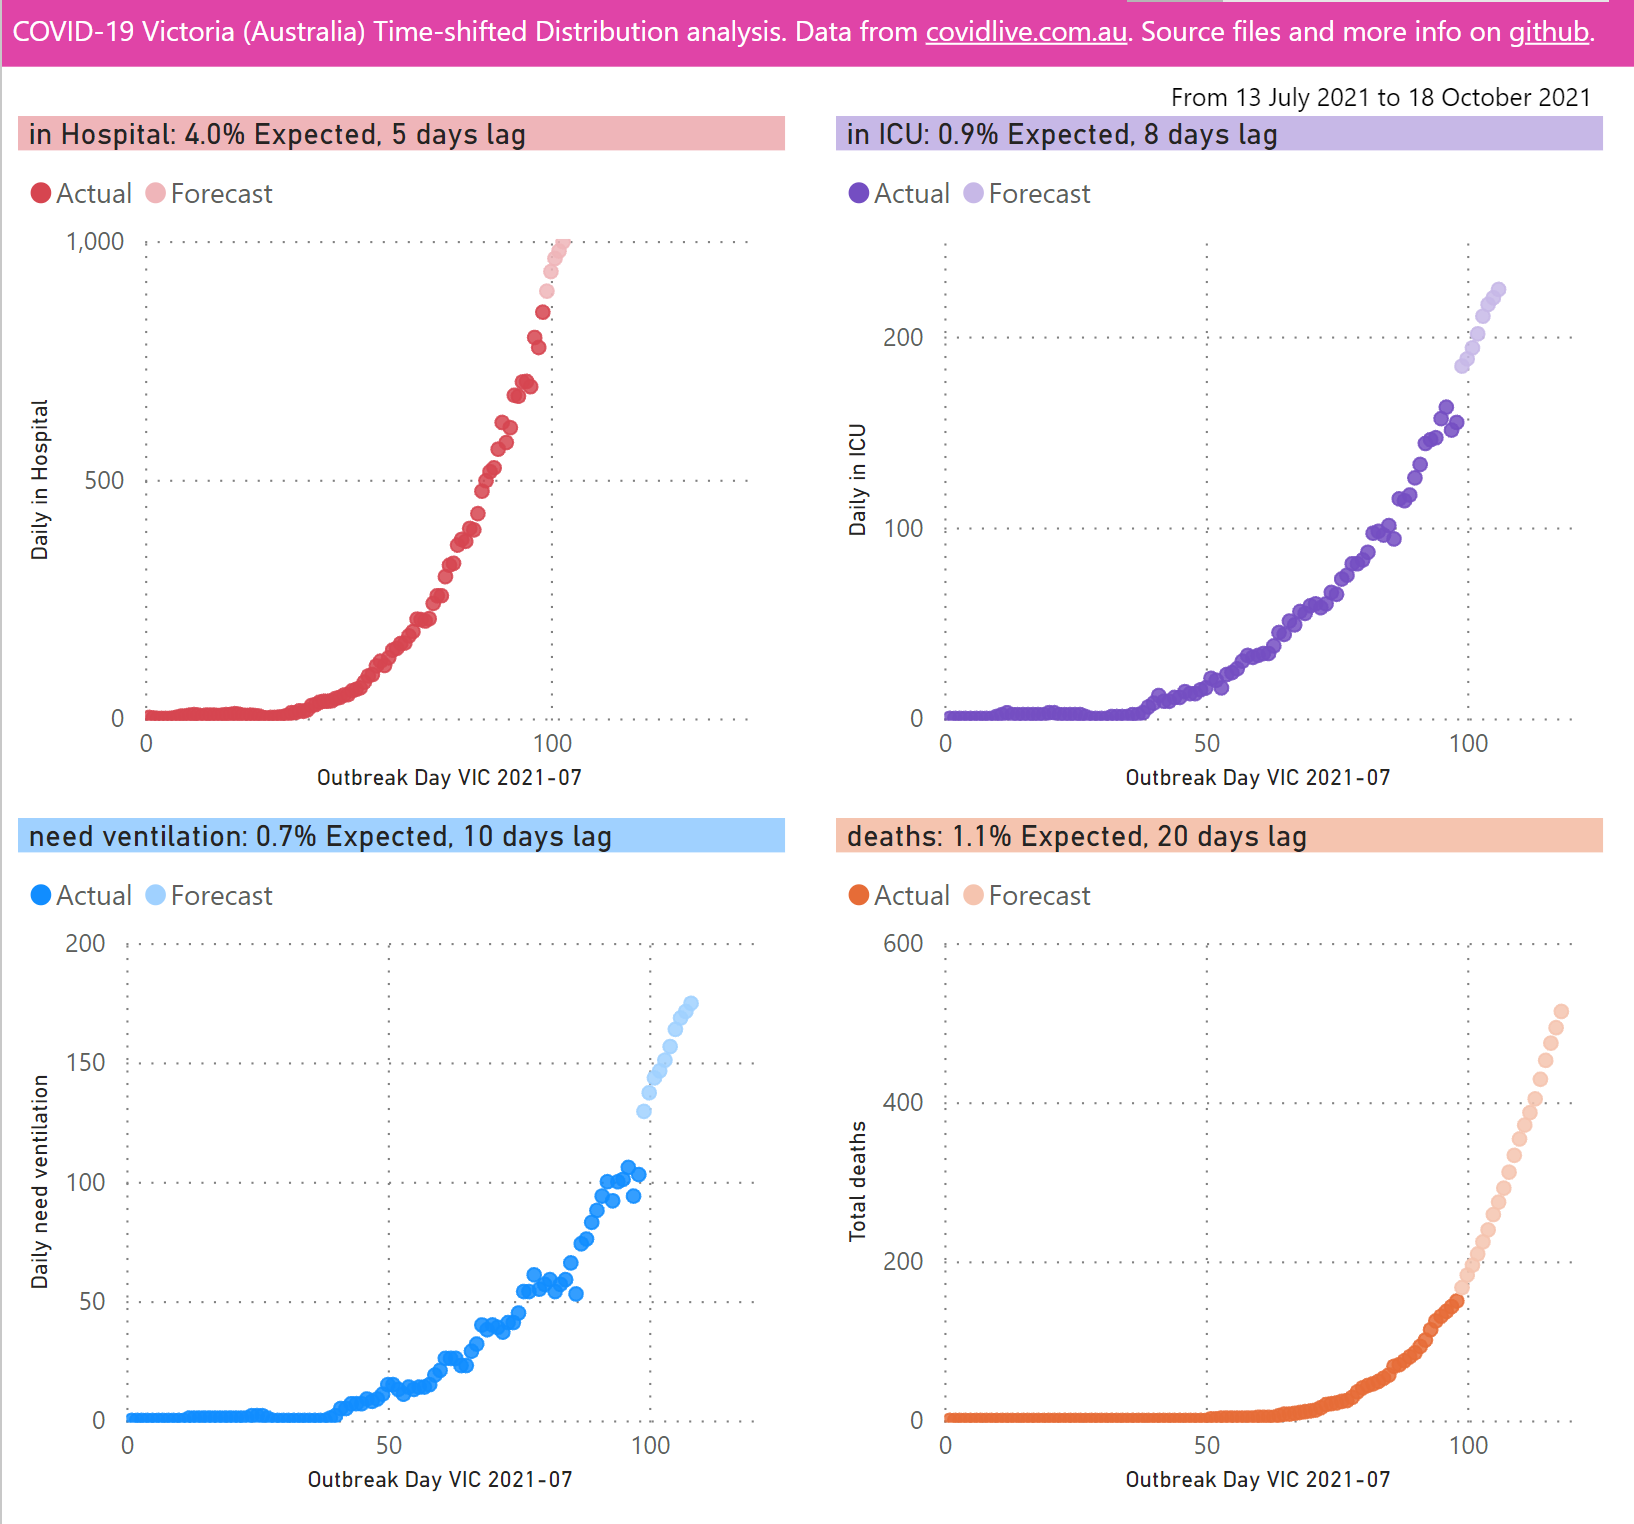 COVID-19 Victoria (Australia) Time-shifted Distribution analysis. Data from covidlive.com.au. Source files and more info on github.
From 13 July 2021 to 18 October 2021
in Hospital: 4.0% Expected, 5 days lag
Actual Forecast
Daily in Hospital
1,000
500
0
0 100
Outbreak Day VIC 2021-07
in ICU: 0.9% Expected, 8 days lag
Actual Forecast
Daily in ICU
200
100
0
0 50 100
Outbreak Day VIC 2021-07
need ventilation: 0.7% Expected, 10 days lag
Actual Forecast
Daily need ventilation
200
150
100
50
0
0 50 100
Outbreak Day VIC 2021-07
deaths: 1.1% Expected, 20 days lag
Actual Forecast
Total deaths
600
400
200
0
0 50 100
Outbreak Day VIC 2021-07